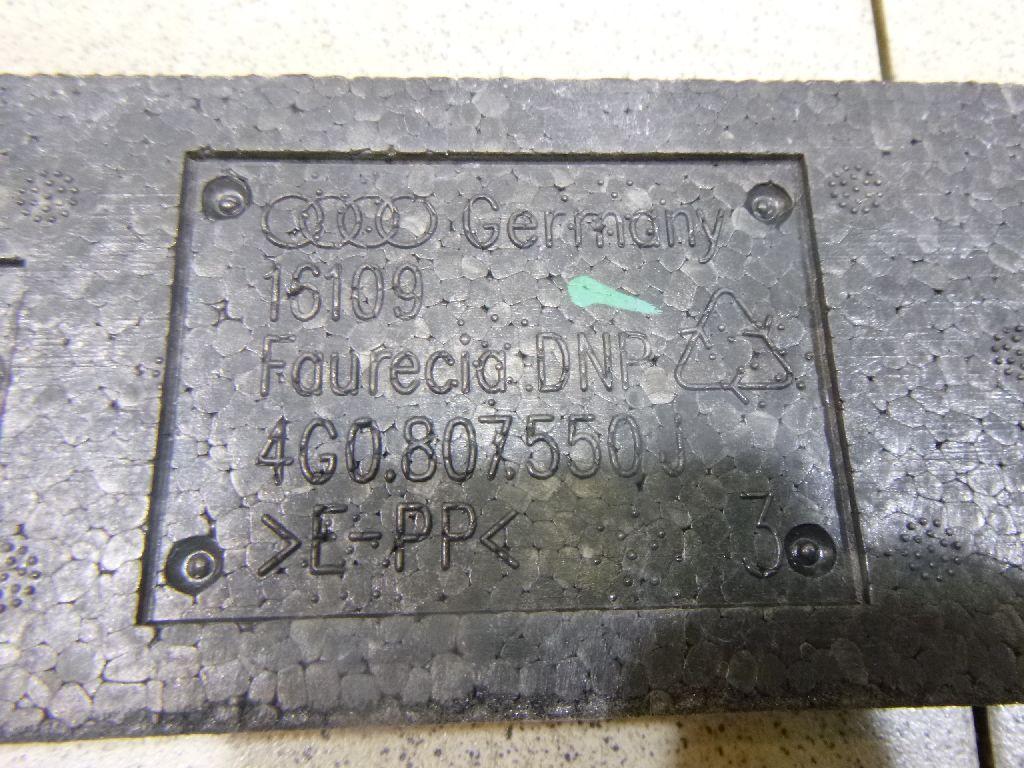 Germany
16109
Faurecia DNP
4G0.807.550 J
>E-PP< 3